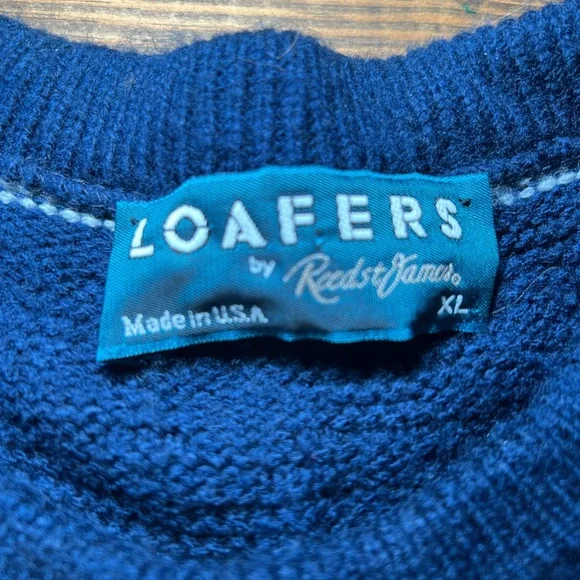 LOAFERS
by Reed St. James
Made in U.S.A XL